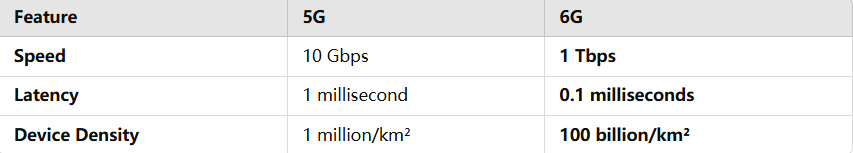 Feature 5G 6G
Speed 10 Gbps 1 Tbps
Latency 1 millisecond 0.1 milliseconds
Device Density 1 million/km² 100 billion/km²